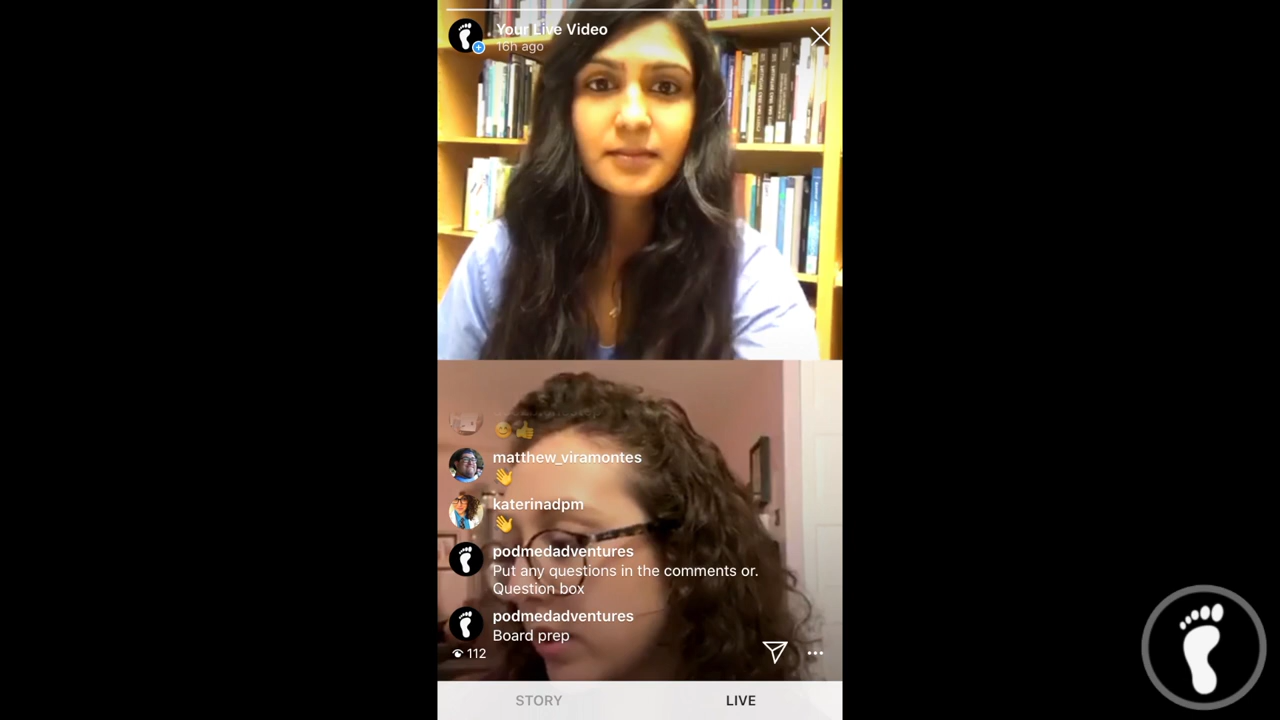 Your Live Video
16h ago
matthew_viramontes
👋
katerinadpm
👋
podmedadventures
Put any questions in the comments or.
Question box
podmedadventures
Board prep
112
STORY
LIVE